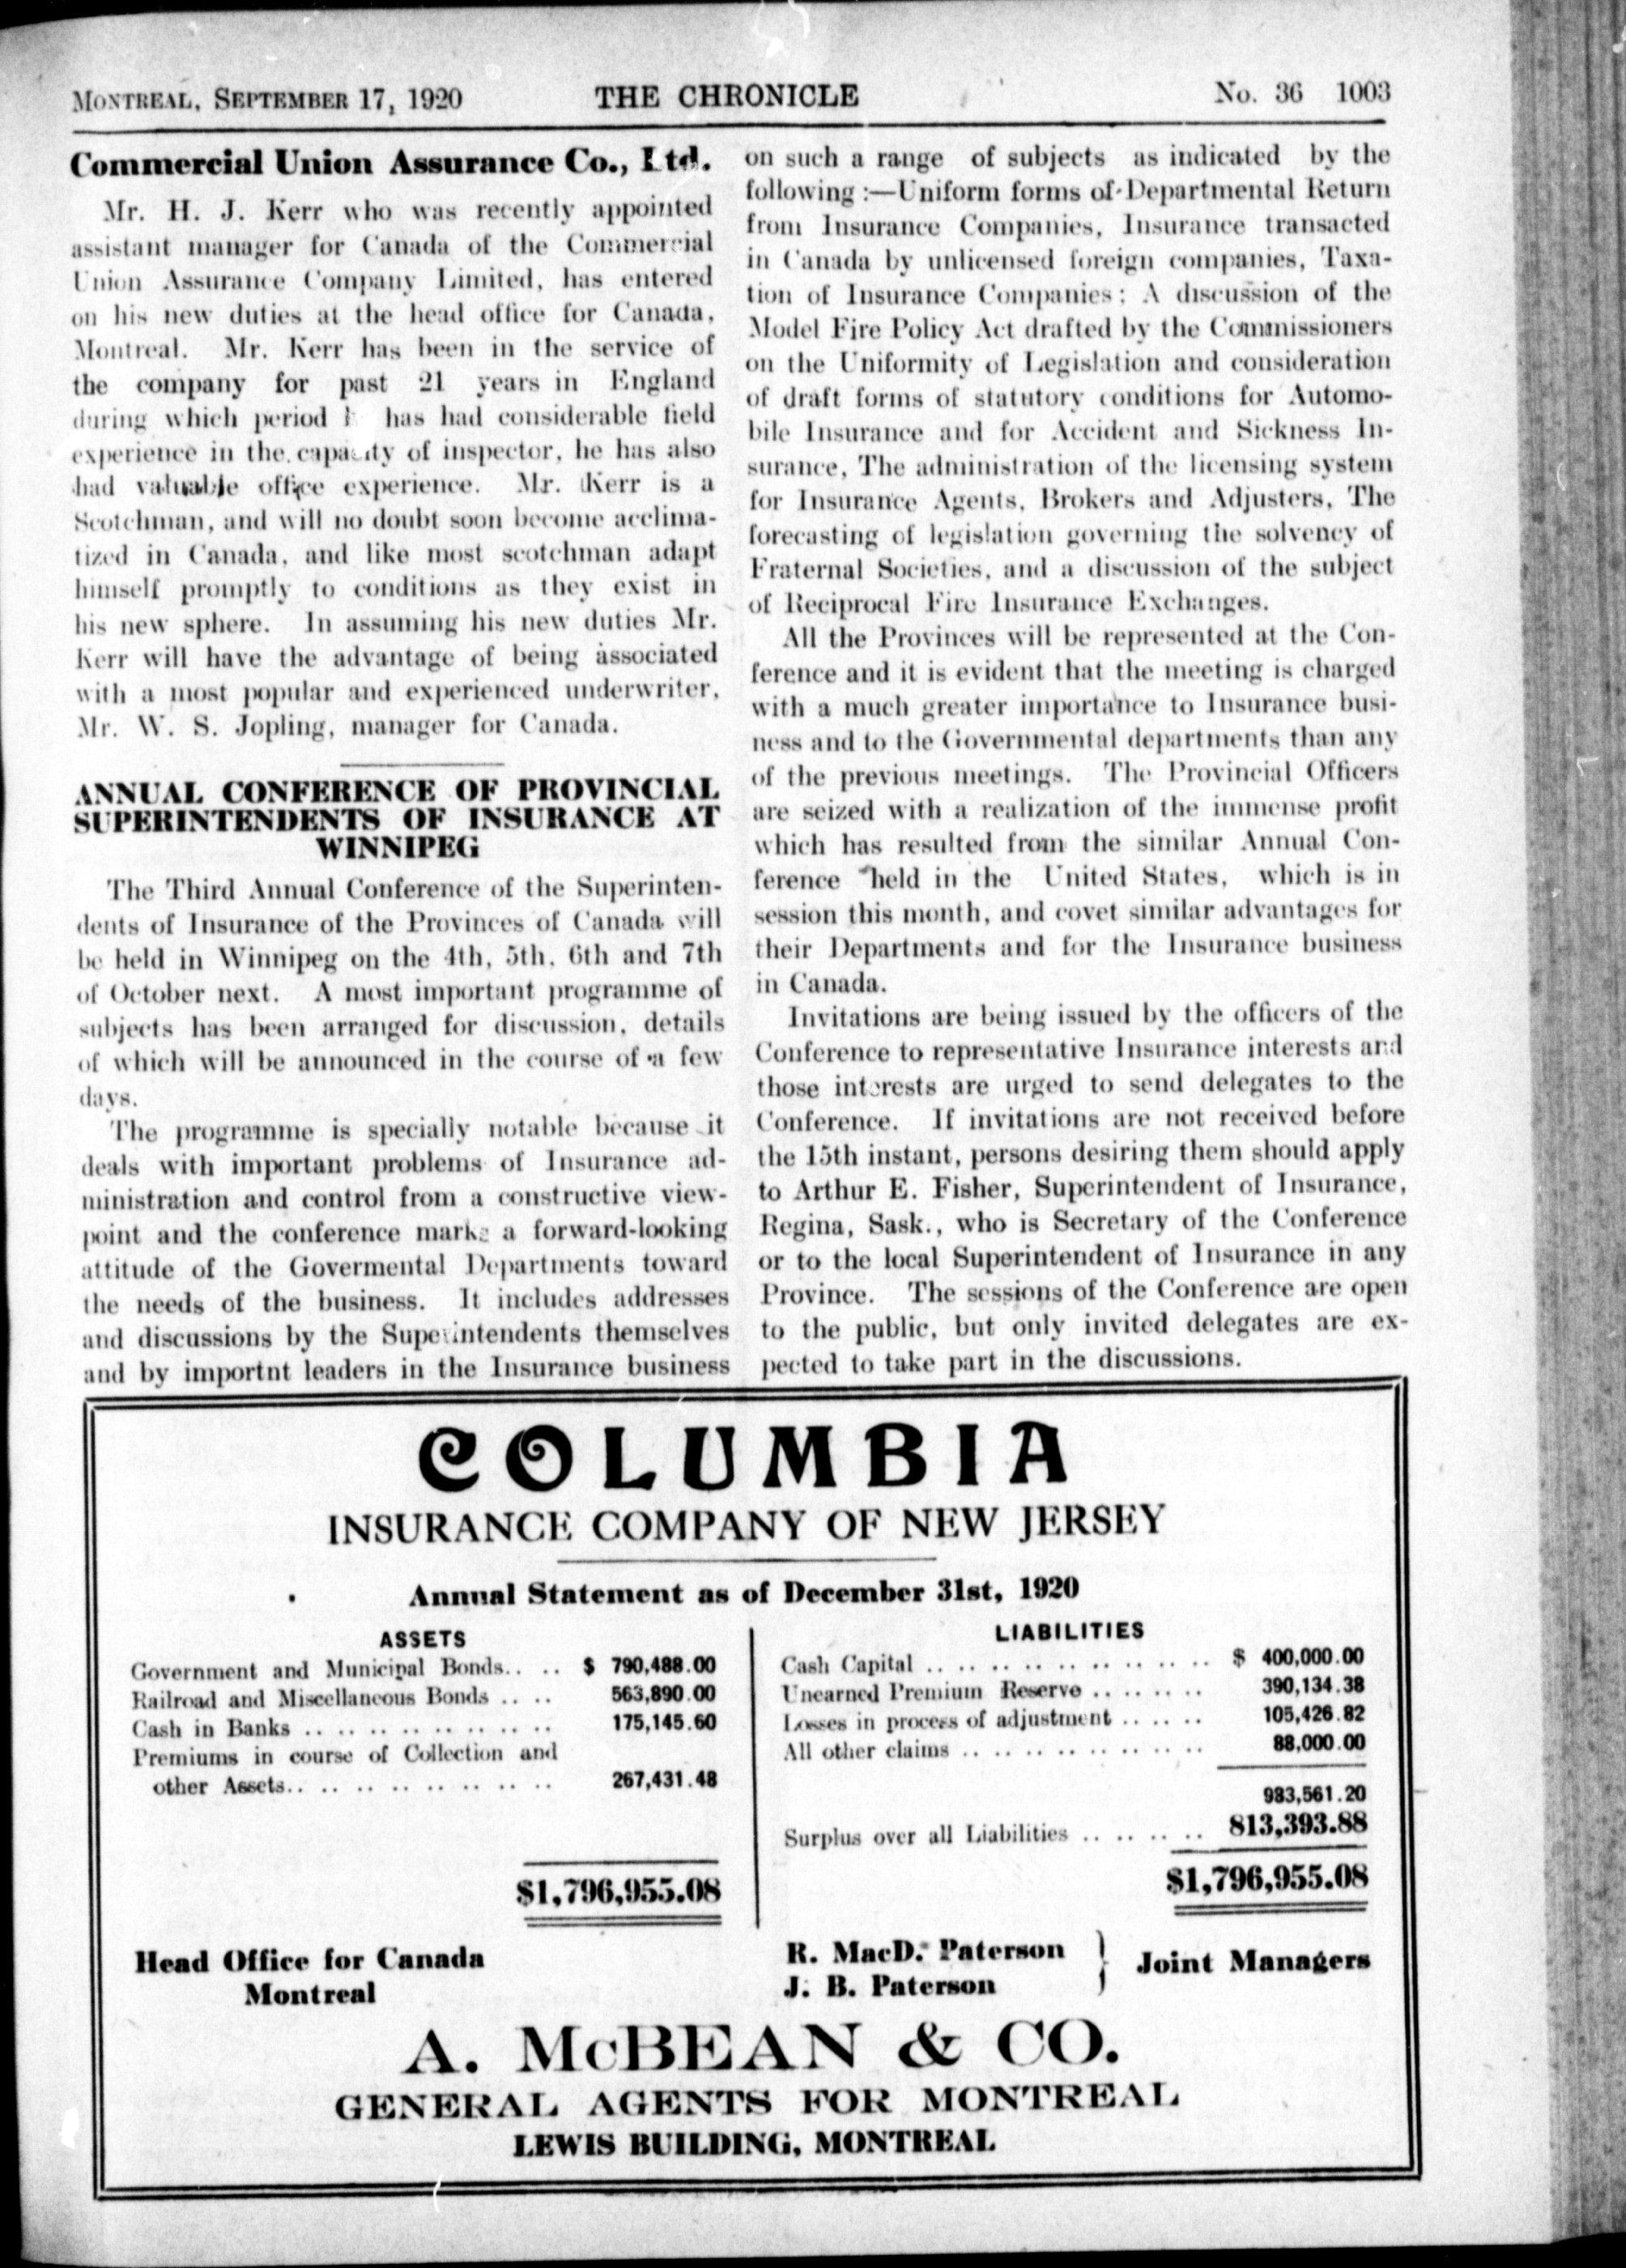 MONTREAL, SEPTEMBER 17, 1920 THE CHRONICLE No. 36 1003
Commercial Union Assurance Co., Ltd.
Mr. H. J. Kerr who was recently appointed
assistant manager for Canada of the Commercial
Union Assurance Company Limited, has entered
on his new duties at the head office for Canada,
Montreal. Mr. Kerr has been in the service of
the company for past 21 years in England
during which period has had considerable field
experience in the capacity of inspector, he has also
had valuable office experience. Mr. Kerr is a
Scotchman, and will no doubt soon become acclima-
tized in Canada, and like most scotchman adapt
himself promptly to conditions as they exist in
his new sphere. In assuming his new duties Mr.
Kerr will have the advantage of being associated
with a most popular and experienced underwriter,
Mr. W. S. Jopling, manager for Canada.
ANNUAL CONFERENCE OF PROVINCIAL
SUPERINTENDENTS OF INSURANCE AT
WINNIPEG
The Third Annual Conference of the Superinten-
dents of Insurance of the Provinces of Canada will
be held in Winnipeg on the 4th, 5th, 6th and 7th
of October next. A most important programme of
subjects has been arranged for discussion, details
of which will be announced in the course of a few
days.
The programme is specially notable because it
deals with important problems of Insurance ad-
ministration and control from a constructive view-
point and the conference marks a forward-looking
attitude of the Govermental Departments toward
the needs of the business. It includes addresses
and discussions by the Superintendents themselves
and by importnt leaders in the Insurance business
on such a range of subjects as indicated by the
following :—Uniform forms of Departmental Return
from Insurance Companies, Insurance transacted
in Canada by unlicensed foreign companies, Taxa-
tion of Insurance Companies; A discussion of the
Model Fire Policy Act drafted by the Commissioners
on the Uniformity of Legislation and consideration
of draft forms of statutory conditions for Automo-
bile Insurance and for Accident and Sickness In-
surance, The administration of the licensing system
for Insurance Agents, Brokers and Adjusters, The
forecasting of legislation governing the solvency of
Fraternal Societies, and a discussion of the subject
of Reciprocal Fire Insurance Exchanges.
All the Provinces will be represented at the Con-
ference and it is evident that the meeting is charged
with a much greater importance to Insurance busi-
ness and to the Governmental departments than any
of the previous meetings. The Provincial Officers
are seized with a realization of the immense profit
which has resulted from the similar Annual Con-
ference held in the United States, which is in
session this month, and covet similar advantages for
their Departments and for the Insurance business
in Canada.
Invitations are being issued by the officers of the
Conference to representative Insurance interests and
those interests are urged to send delegates to the
Conference. If invitations are not received before
the 15th instant, persons desiring them should apply
to Arthur E. Fisher, Superintendent of Insurance,
Regina, Sask., who is Secretary of the Conference
or to the local Superintendent of Insurance in any
Province. The sessions of the Conference are open
to the public, but only invited delegates are ex-
pected to take part in the discussions.
COLUMBIA
INSURANCE COMPANY OF NEW JERSEY
Annual Statement as of December 31st, 1920
ASSETS
Government and Municipal Bonds.. .. $ 790,488.00
Railroad and Miscellaneous Bonds .. .. 563,890.00
Cash in Banks .. .. .. .. .. .. .. .. 175,145.60
Premiums in course of Collection and
other Assets.. .. .. .. .. .. .. .. .. 267,431.48
$1,796,955.08
LIABILITIES
Cash Capital .. .. .. .. .. .. .. .. .. $ 400,000.00
Unearned Premium Reserve .. .. .. .. 390,134.38
Losses in process of adjustment .. .. .. 105,426.82
All other claims .. .. .. .. .. .. .. .. 88,000.00
983,561.20
Surplus over all Liabilities .. .. .. .. 813,393.88
$1,796,955.08
Head Office for Canada
Montreal
R. MacD. Paterson
J. B. Paterson
} Joint Managers
A. McBEAN & CO.
GENERAL AGENTS FOR MONTREAL
LEWIS BUILDING, MONTREAL